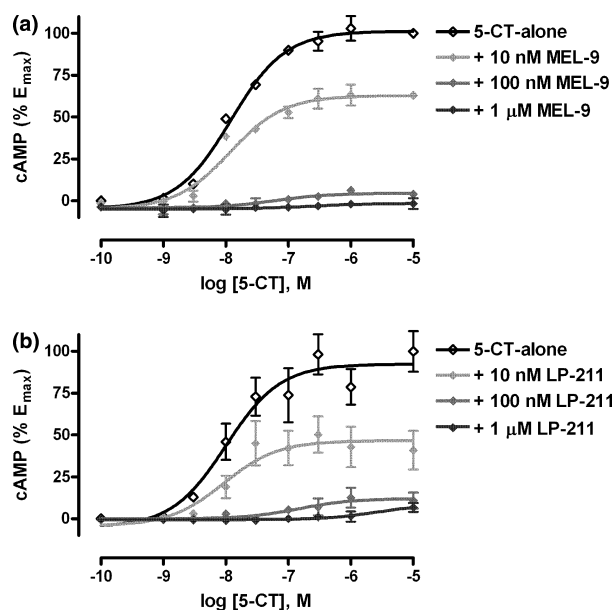 (a)
100
75
50
25
0
cAMP (% Emax)
-10 -9 -8 -7 -6 -5
log [5-CT], M
5-CT-alone
+ 10 nM MEL-9
+ 100 nM MEL-9
+ 1 μM MEL-9
(b)
100
75
50
25
0
cAMP (% Emax)
-10 -9 -8 -7 -6 -5
log [5-CT], M
5-CT-alone
+ 10 nM LP-211
+ 100 nM LP-211
+ 1 μM LP-211